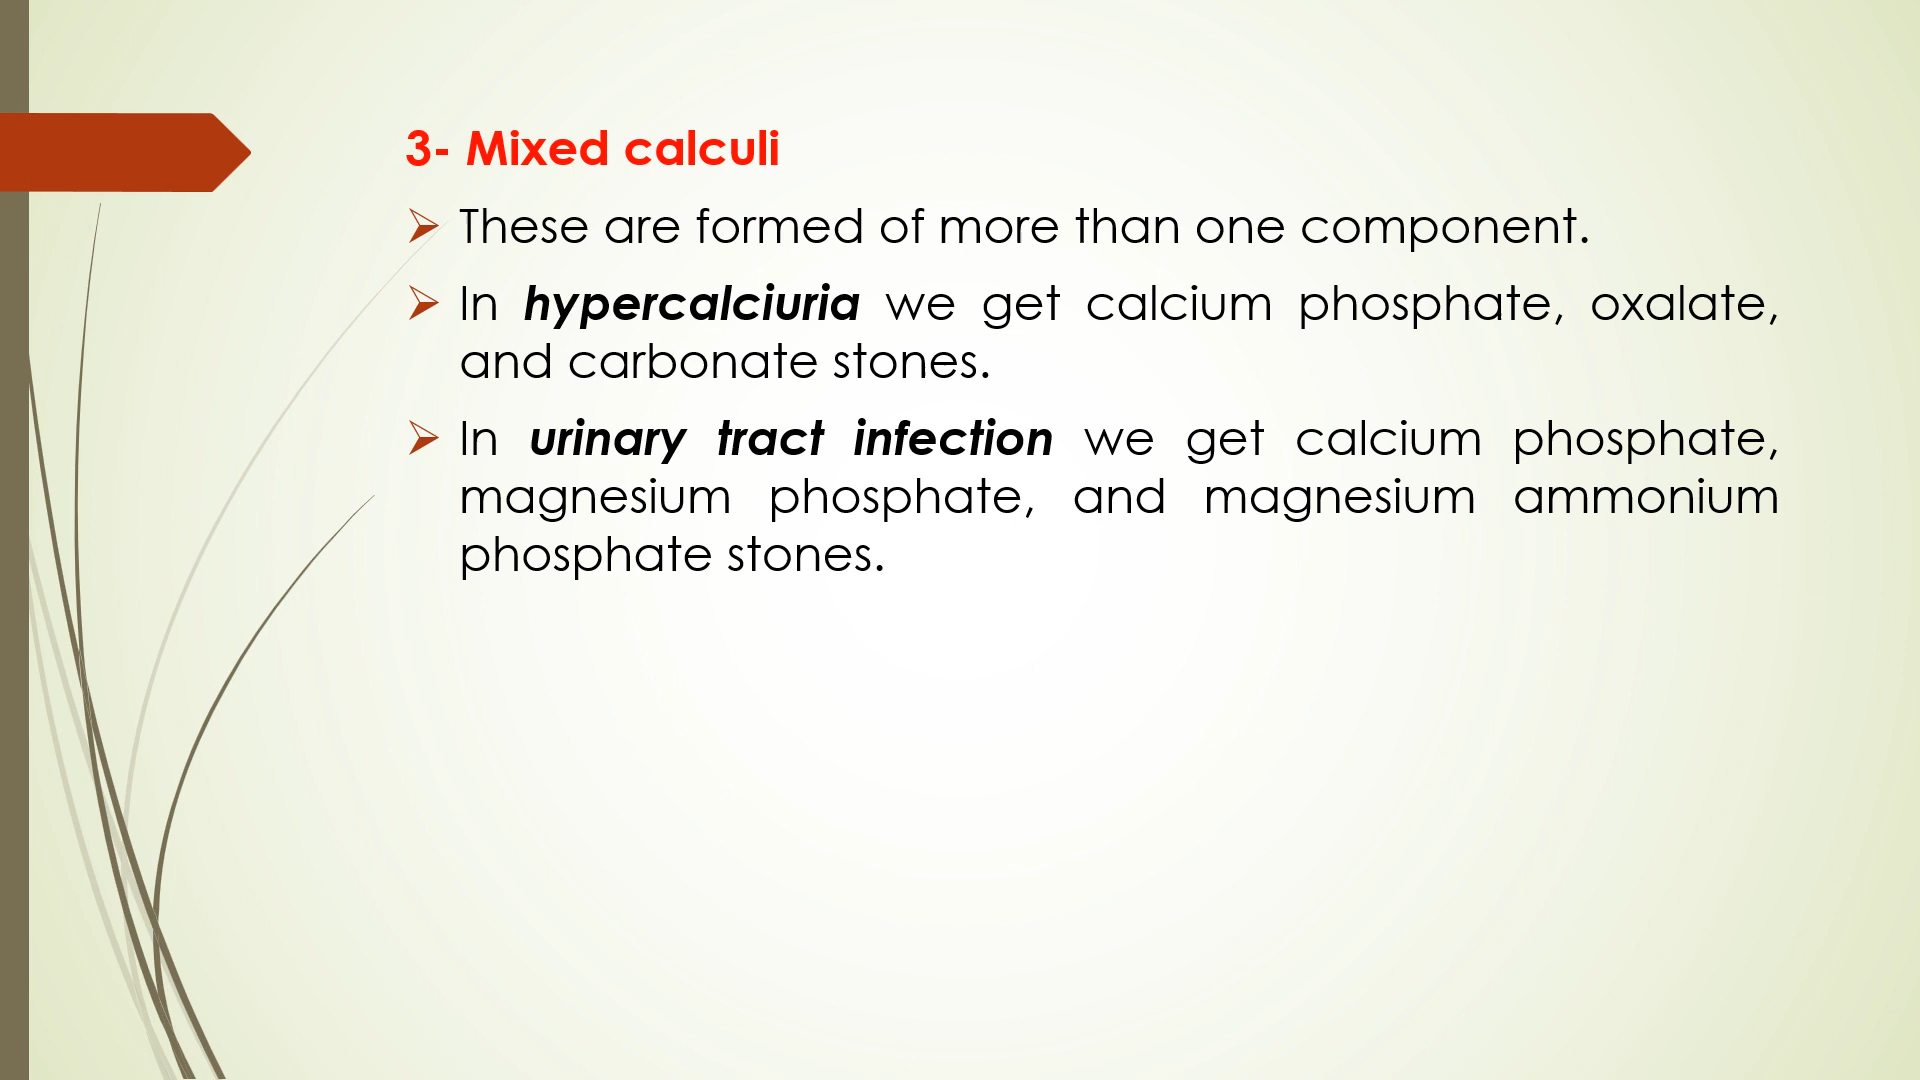 3- Mixed calculi
These are formed of more than one component.
In hypercalciuria we get calcium phosphate, oxalate,
and carbonate stones.
In urinary tract infection we get calcium phosphate,
magnesium phosphate, and magnesium ammonium
phosphate stones.